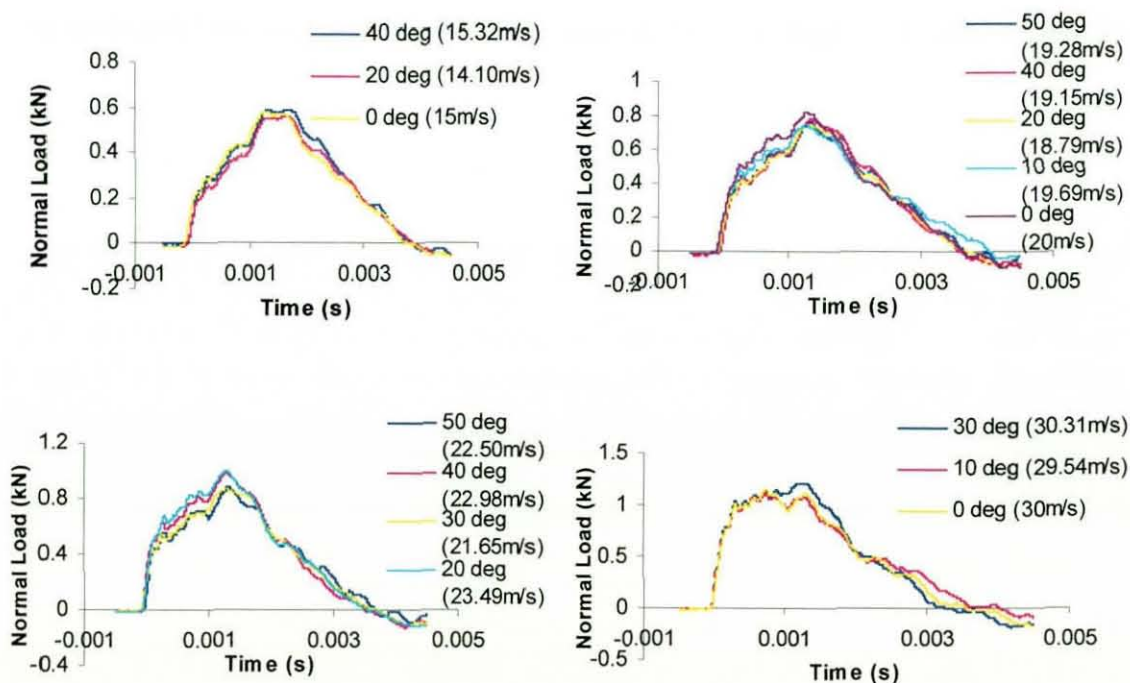 40 deg (15.32m/s)
20 deg (14.10m/s)
0 deg (15m/s)
0.8
0.6
0.4
0.2
0
-0.2
-0.001
0.001
0.003
0.005
Normal Load (kN)
Time (s)
50 deg
(19.28m/s)
40 deg
(19.15m/s)
20 deg
(18.79m/s)
10 deg
(19.69m/s)
0 deg
(20m/s)
1
0.8
0.6
0.4
0.2
0
-0.2
-0.001
0.001
0.003
0.005
Normal Load (kN)
Time (s)
50 deg
(22.50m/s)
40 deg
(22.98m/s)
30 deg
(21.65m/s)
20 deg
(23.49m/s)
1.2
0.8
0.4
0
-0.4
-0.001
0.001
0.003
0.005
Normal Load (kN)
Time (s)
30 deg (30.31m/s)
10 deg (29.54m/s)
0 deg (30m/s)
1.5
1
0.5
0
-0.5
-0.001
0.001
0.003
0.005
Normal Load (kN)
Time (s)